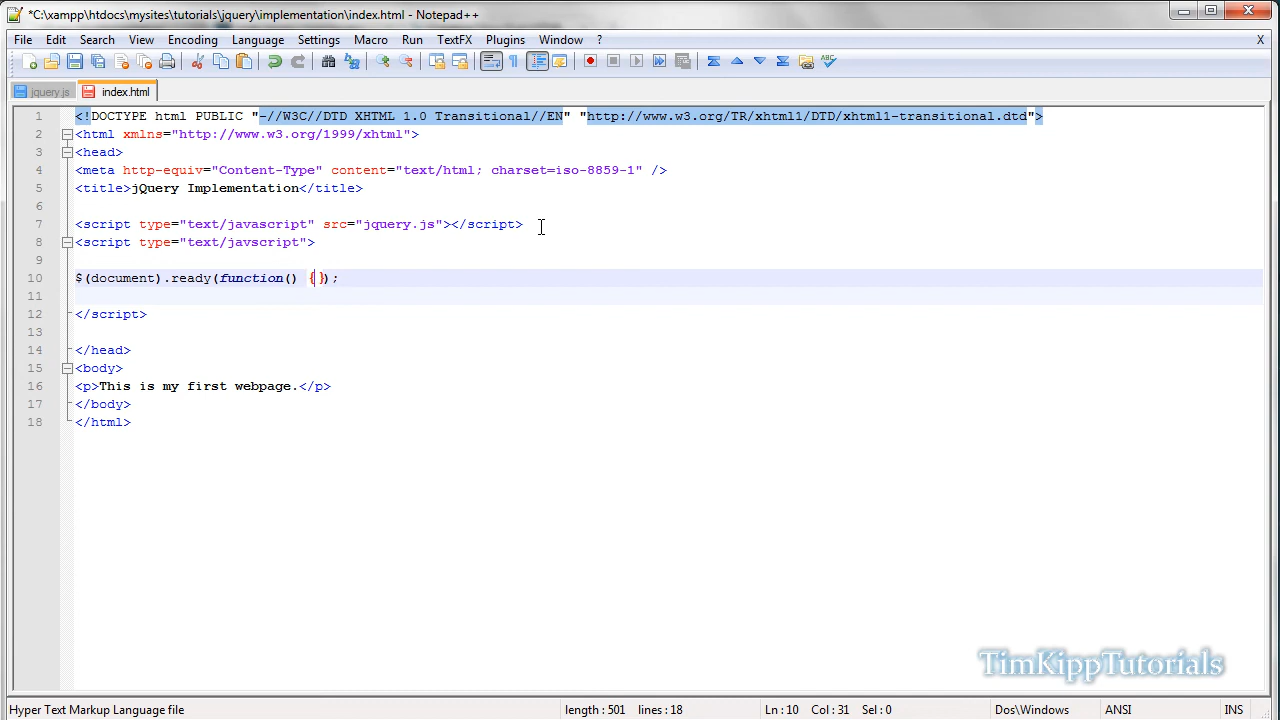 *C:\xampp\htdocs\mysites\tutorials\jquery\implementation\index.html - Notepad++
File Edit Search View Encoding Language Settings Macro Run TextFX Plugins Window ? X
jquery.js index.html
1 <!DOCTYPE html PUBLIC "-//W3C//DTD XHTML 1.0 Transitional//EN" "http://www.w3.org/TR/xhtml1/DTD/xhtml1-transitional.dtd">
2 <html xmlns="http://www.w3.org/1999/xhtml">
3 <head>
4 <meta http-equiv="Content-Type" content="text/html; charset=iso-8859-1" />
5 <title>jQuery Implementation</title>
6
7 <script type="text/javascript" src="jquery.js"></script>
8 <script type="text/javscript">
9
10 $(document).ready(function() {});
11
12 </script>
13
14 </head>
15 <body>
16 <p>This is my first webpage.</p>
17 </body>
18 </html>
TimKippTutorials
Hyper Text Markup Language file length : 501 lines : 18 Ln : 10 Col : 31 Sel : 0 Dos\Windows ANSI INS